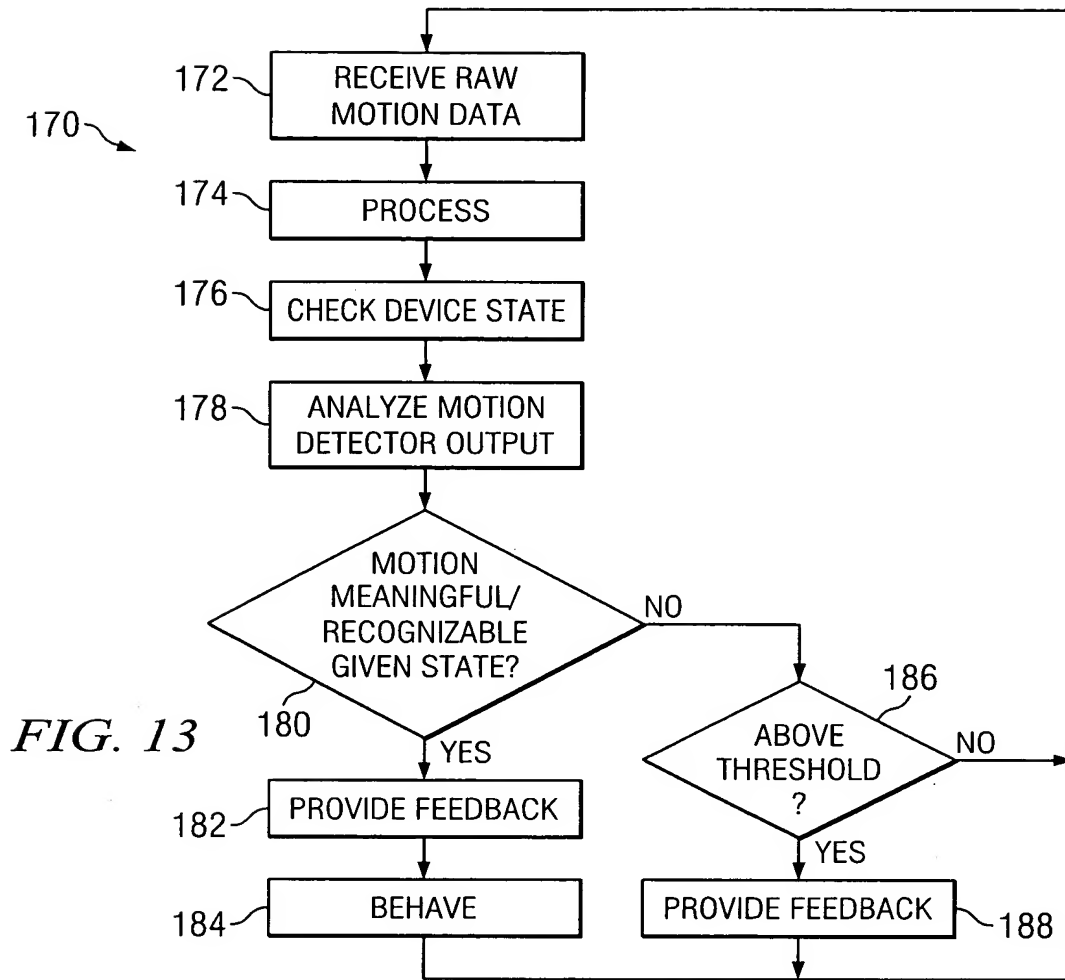 172
RECEIVE RAW
MOTION DATA
170
174
PROCESS
176
CHECK DEVICE STATE
178
ANALYZE MOTION
DETECTOR OUTPUT
MOTION
MEANINGFUL/
RECOGNIZABLE
GIVEN STATE?
NO
180
186
ABOVE
THRESHOLD
?
NO
FIG. 13
YES
YES
182
PROVIDE FEEDBACK
184
BEHAVE
PROVIDE FEEDBACK
188